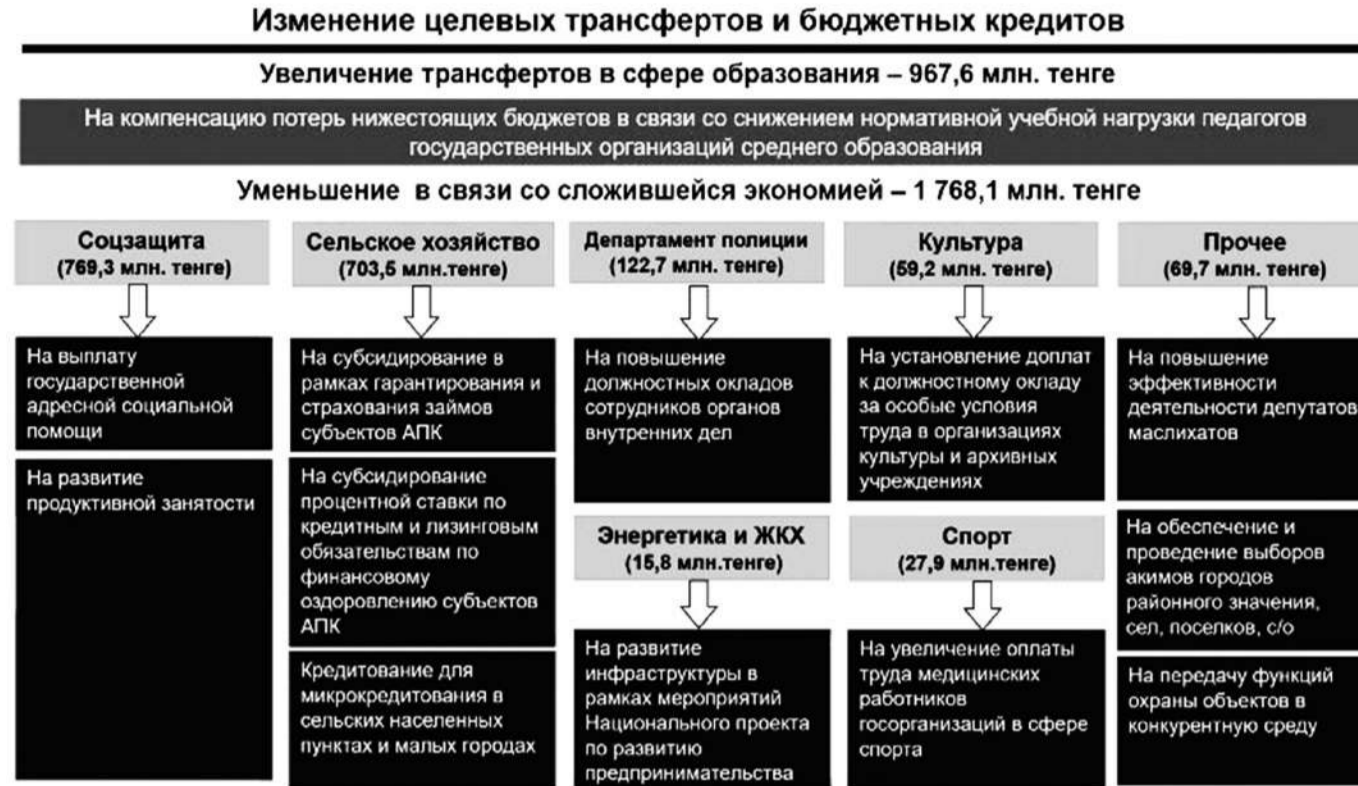 Изменение целевых трансфертов и бюджетных кредитов
Увеличение трансфертов в сфере образования – 967,6 млн. тенге
На компенсацию потерь нижестоящих бюджетов в связи со снижением нормативной учебной нагрузки педагогов
государственных организаций среднего образования
Уменьшение в связи со сложившейся экономией – 1 768,1 млн. тенге
Соцзащита
(769,3 млн. тенге)
На выплату
государственной
адресной социальной
помощи
На развитие
продуктивной занятости
Сельское хозяйство
(703,5 млн.тенге)
На субсидирование в
рамках гарантирования и
страхования займов
субъектов АПК
На субсидирование
процентной ставки по
кредитным и лизинговым
обязательствам по
финансовому
оздоровлению субъектов
АПК
Кредитование для
микрокредитования в
сельских населенных
пунктах и малых городах
Департамент полиции
(122,7 млн. тенге)
На повышение
должностных окладов
сотрудников органов
внутренних дел
Энергетика и ЖКХ
(15,8 млн.тенге)
На развитие
инфраструктуры в
рамках мероприятий
Национального проекта
по развитию
предпринимательства
Культура
(59,2 млн. тенге)
На установление доплат
к должностному окладу
за особые условия
труда в организациях
культуры и архивных
учреждениях
Спорт
(27,9 млн.тенге)
На увеличение оплаты
труда медицинских
работников
госорганизаций в сфере
спорта
Прочее
(69,7 млн. тенге)
На повышение
эффективности
деятельности депутатов
маслихатов
На обеспечение и
проведение выборов
акимов городов
районного значения,
сел, поселков, с/о
На передачу функций
охраны объектов в
конкурентную среду